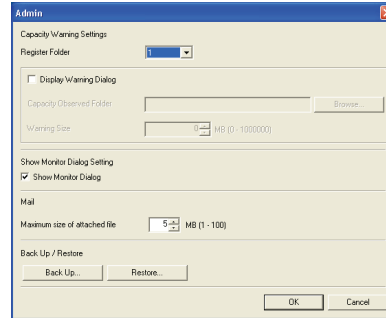 Admin
Capacity Warning Settings
Register Folder 1
Display Warning Dialog
Capacity Observed Folder Browse...
Warning Size 0 MB (0 - 1000000)
Show Monitor Dialog Setting
Show Monitor Dialog
Mail
Maximum size of attached file 5 MB (1 - 100)
Back Up / Restore
Back Up... Restore...
OK Cancel